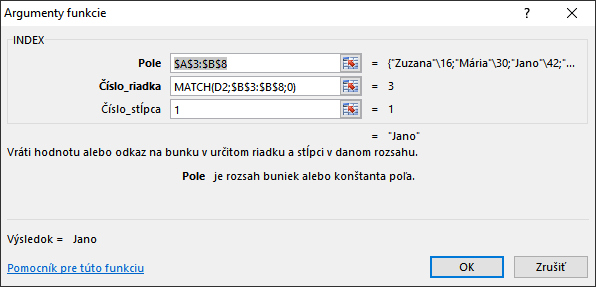 Argumenty funkcie
INDEX
Pole $A$3:$B$8 = {"Zuzana"\16;"Mária"\30;"Jano"\42;"...
Číslo_riadka MATCH(D2;$B$3:$B$8;0) = 3
Číslo_stĺpca 1 = 1
= "Jano"
Vráti hodnotu alebo odkaz na bunku v určitom riadku a stĺpci v danom rozsahu.
Pole je rozsah buniek alebo konštanta poľa.
Výsledok = Jano
Pomocník pre túto funkciu OK Zrušiť